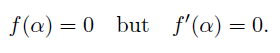 f(α) = 0 but f′(α) = 0.